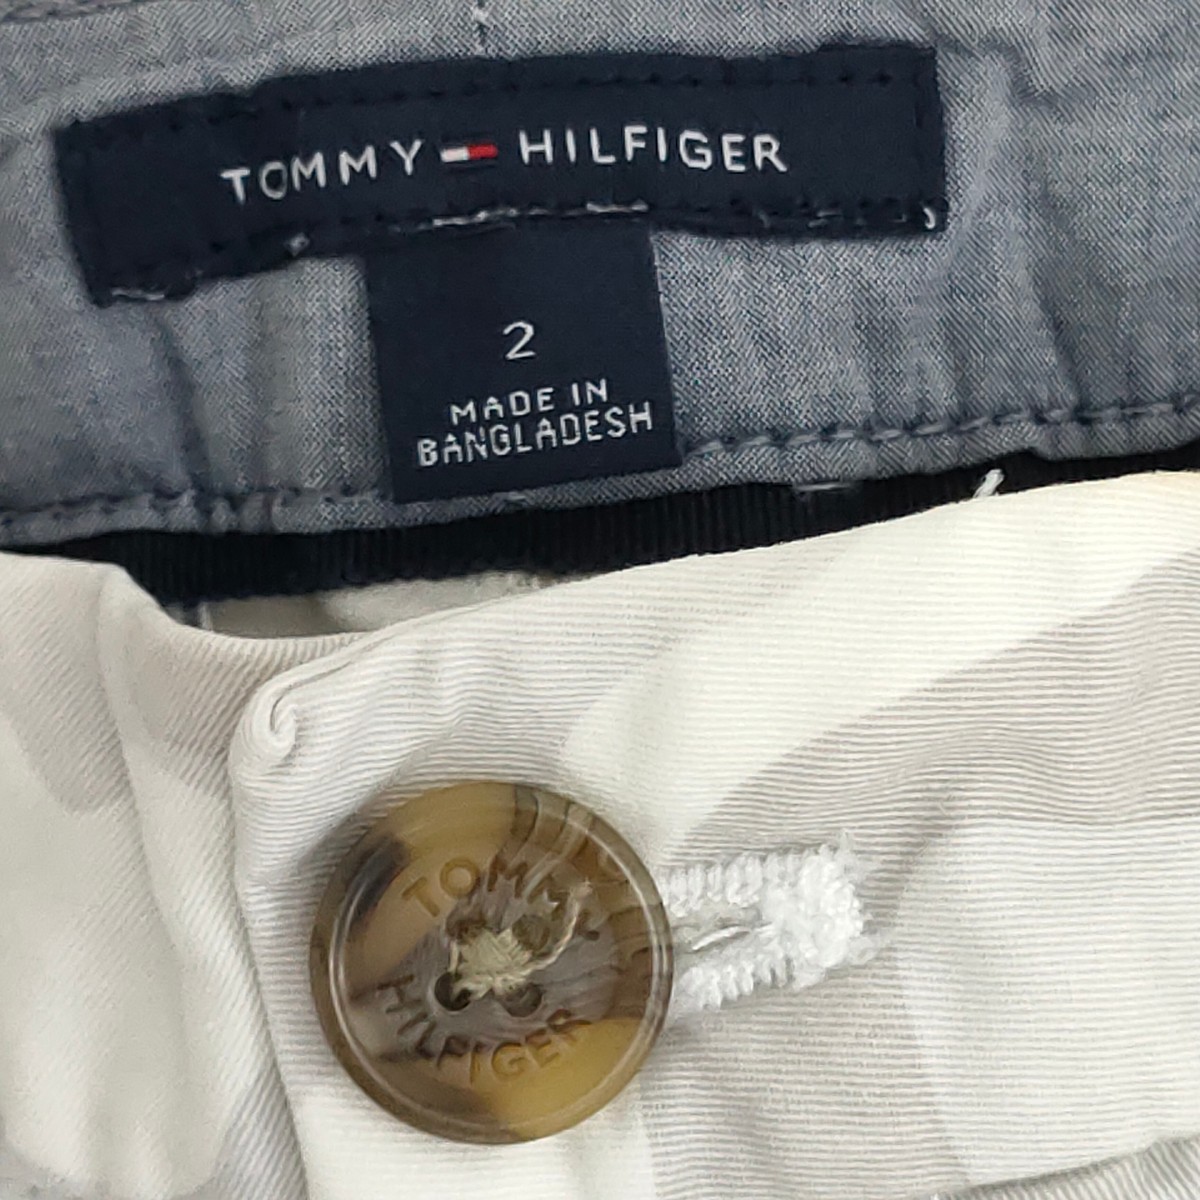 TOMMY HILFIGER
2
MADE IN
BANGLADESH
TOMMY
HILFIGER